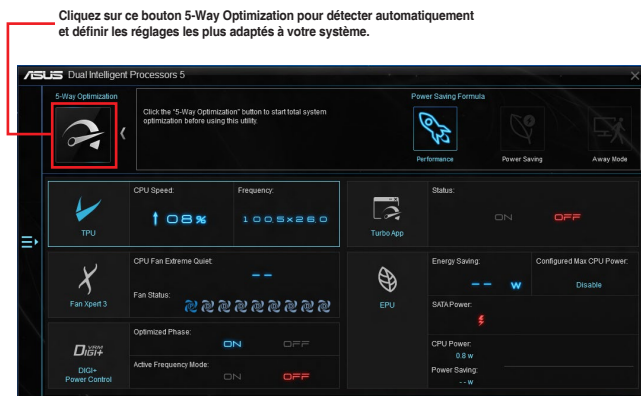 Cliquez sur ce bouton 5-Way Optimization pour détecter automatiquement
et définir les réglages les plus adaptés à votre système.
ASUS Dual Intelligent Processors 5
5-Way Optimization
Click the "5-Way Optimization" button to start total system
optimization before using this utility.
Power Saving Formula
Performance
Power Saving
Away Mode
TPU
CPU Speed:
08%
Frequency:
100.5x26.0
Turbo App
Status:
ON OFF
Fan Xpert 3
CPU Fan Extreme Quiet:
--
Fan Status:
EPU
Energy Saving:
-- w
Configured Max CPU Power:
Disable
SATA Power:
CPU Power:
0.8 w
Power Saving:
-- w
DIGI+ VRM
DIGI+
Power Control
Optimized Phase:
ON OFF
Active Frequency Mode:
ON OFF